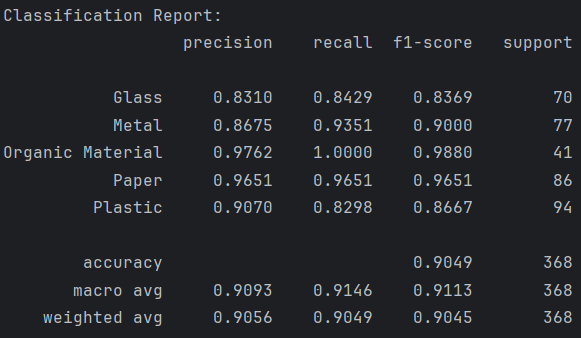 Classification Report:
precision recall f1-score support
Glass 0.8310 0.8429 0.8369 70
Metal 0.8675 0.9351 0.9000 77
Organic Material 0.9762 1.0000 0.9880 41
Paper 0.9651 0.9651 0.9651 86
Plastic 0.9070 0.8298 0.8667 94
accuracy 0.9049 368
macro avg 0.9093 0.9146 0.9113 368
weighted avg 0.9056 0.9049 0.9045 368